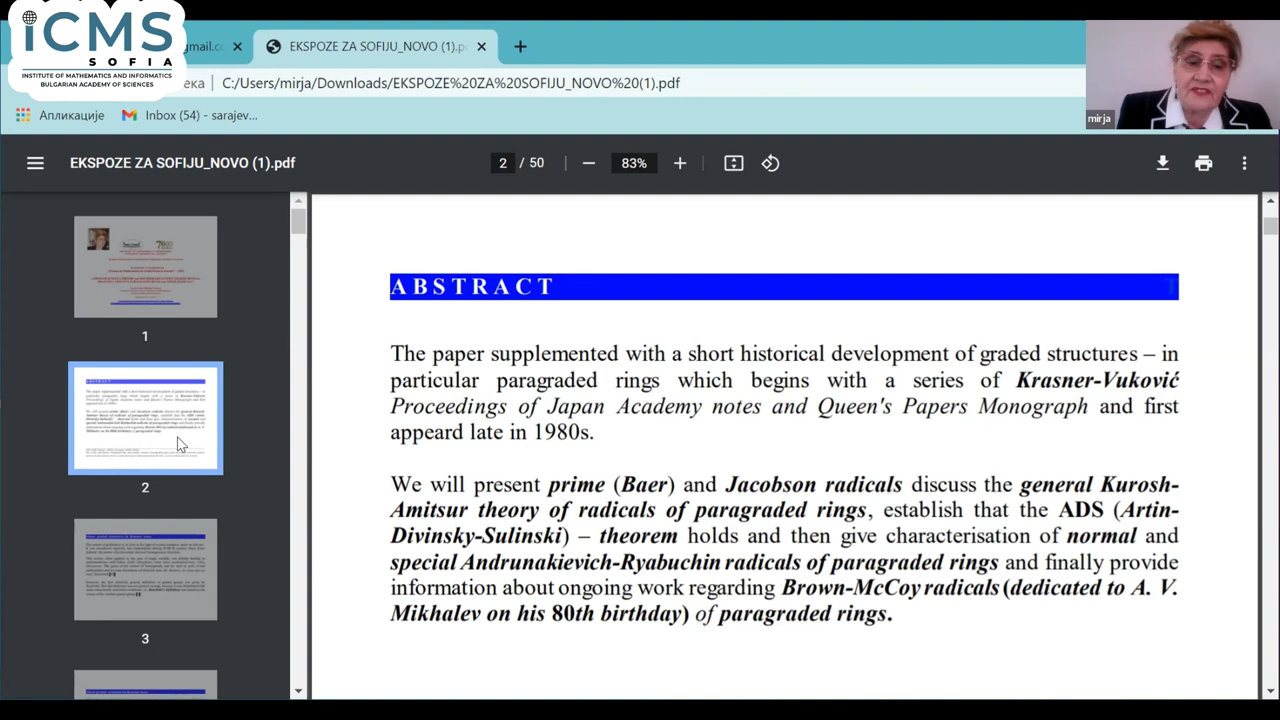 iCMS
SOFIA
INSTITUTE OF MATHEMATICS AND INFORMATICS
BULGARIAN ACADEMY OF SCIENCES
EKSPOZE ZA SOFIJU_NOVO (1).p
C:/Users/mirja/Downloads/EKSPOZE%20ZA%20SOFIJU_NOVO%20(1).pdf
Апликације
Inbox (54) - sarajev...
mirja
EKSPOZE ZA SOFIJU_NOVO (1).pdf
2 / 50
83%
1
2
3
ABSTRACT
The paper supplemented with a short historical development of graded structures – in
particular paragraded rings which begins with a series of Krasner-Vuković
Proceedings of Japan Academy notes and Queen's Papers Monograph and first
appeard late in 1980s.
We will present prime (Baer) and Jacobson radicals discuss the general Kurosh-
Amitsur theory of radicals of paragraded rings, establish that the ADS (Artin-
Divinsky-Sulinski) – theorem holds and then give characterisation of normal and
special Andrunakievich-Ryabuchin radicals of paragraded rings and finally provide
information about ongoing work regarding Brown-McCoy radicals (dedicated to A. V.
Mikhalev on his 80th birthday) of paragraded rings.